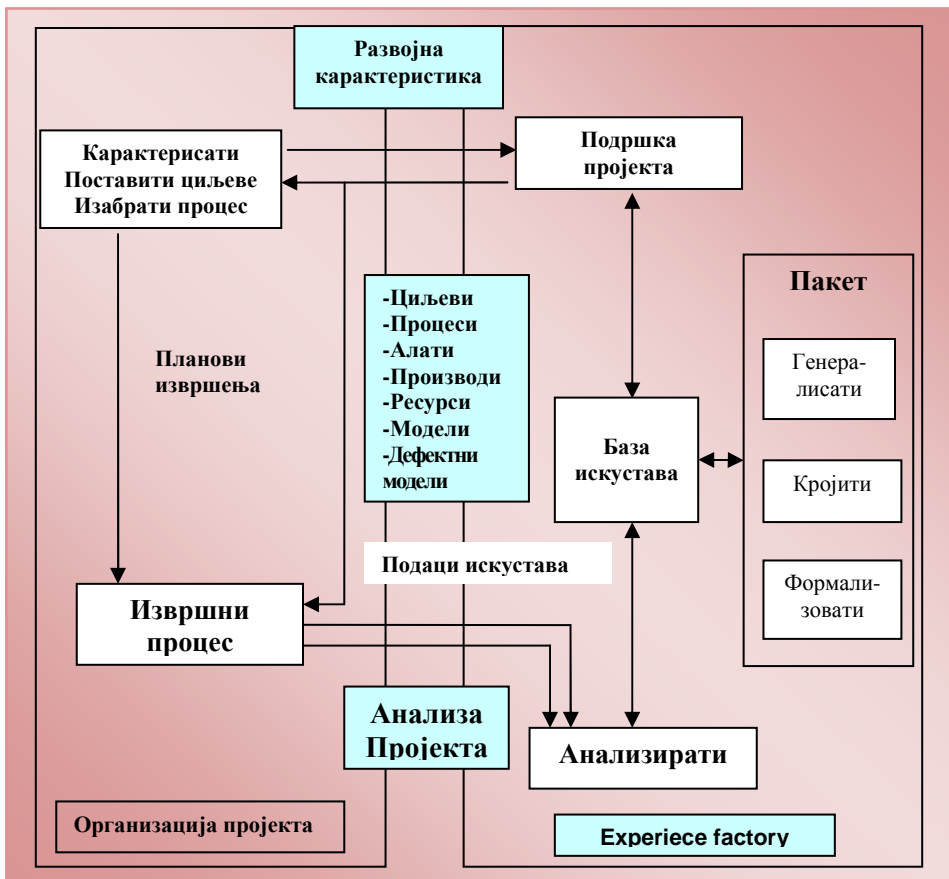 Развојна
карактеристика
Карактерисати
Поставити циљеве
Изабрати процес
Подршка
пројекта
-Циљеви
-Процеси
-Алати
-Производи
-Ресурси
-Модели
-Дефектни
модели
Планови
извршења
Пакет
Генера-
лисати
Кројити
Формали-
зовати
База
искустава
Подаци искустава
Извршни
процес
Анализа
Пројекта
Анализирати
Организација пројекта
Experiece factory